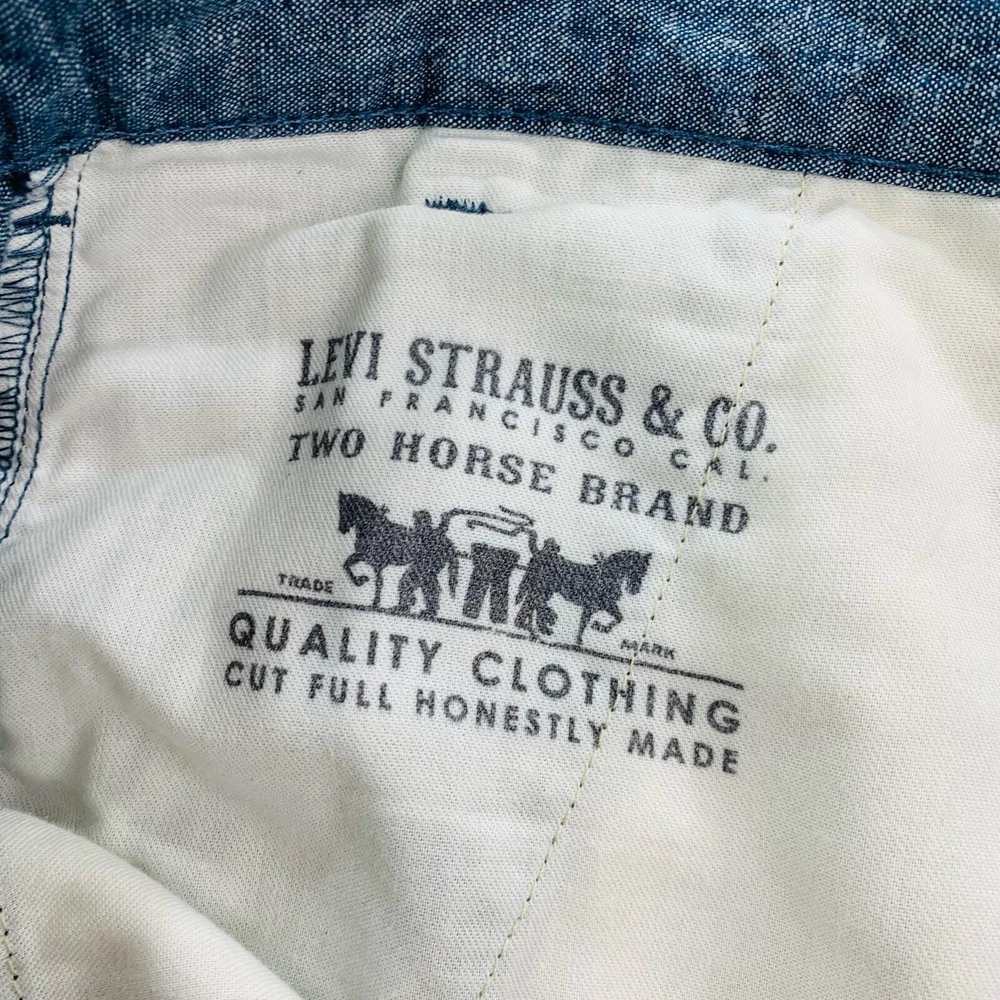 LEVI STRAUSS & CO.
SAN FRANCISCO CAL.
TWO HORSE BRAND
TRADE MARK
QUALITY CLOTHING
CUT FULL HONESTLY MADE